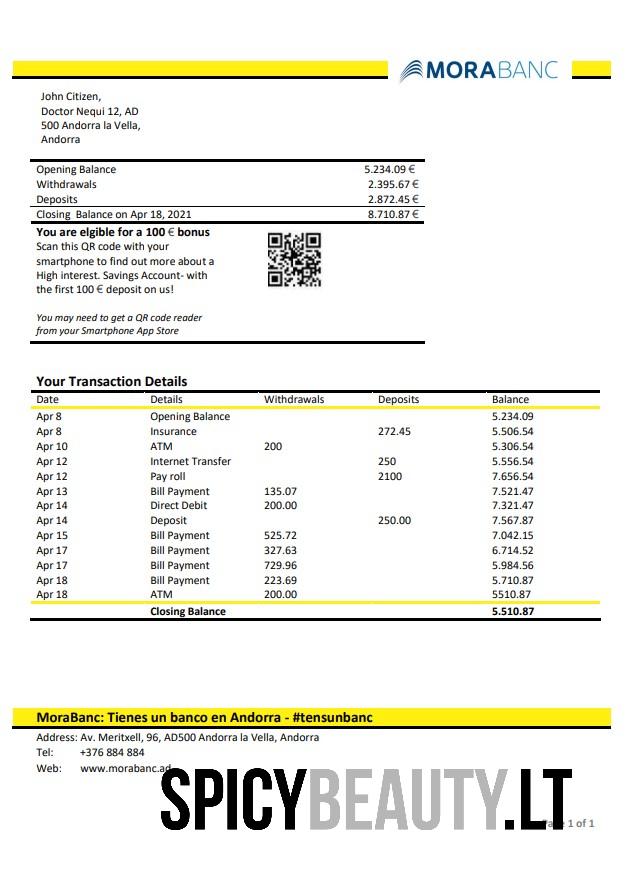 MORABANC
John Citizen,
Doctor Nequi 12, AD
500 Andorra la Vella,
Andorra
Opening Balance 5.234.09 €
Withdrawals 2.395.67 €
Deposits 2.872.45 €
Closing Balance on Apr 18, 2021 8.710.87 €
You are elgible for a 100 € bonus
Scan this QR code with your
smartphone to find out more about a
High interest. Savings Account- with
the first 100 € deposit on us!
You may need to get a QR code reader
from your Smartphone App Store
Your Transaction Details
Date Details Withdrawals Deposits Balance
Apr 8 Opening Balance 5.234.09
Apr 8 Insurance 272.45 5.506.54
Apr 10 ATM 200 5.306.54
Apr 12 Internet Transfer 250 5.556.54
Apr 12 Pay roll 2100 7.656.54
Apr 13 Bill Payment 135.07 7.521.47
Apr 14 Direct Debit 200.00 7.321.47
Apr 14 Deposit 250.00 7.567.87
Apr 15 Bill Payment 525.72 7.042.15
Apr 17 Bill Payment 327.63 6.714.52
Apr 17 Bill Payment 729.96 5.984.56
Apr 18 Bill Payment 223.69 5.710.87
Apr 18 ATM 200.00 5510.87
Closing Balance 5.510.87
MoraBanc: Tienes un banco en Andorra - #tensunbanc
Address: Av. Meritxell, 96, AD500 Andorra la Vella, Andorra
Tel: +376 884 884
Web: www.morabanc.ad
SPICYBEAUTY.LT
1 of 1